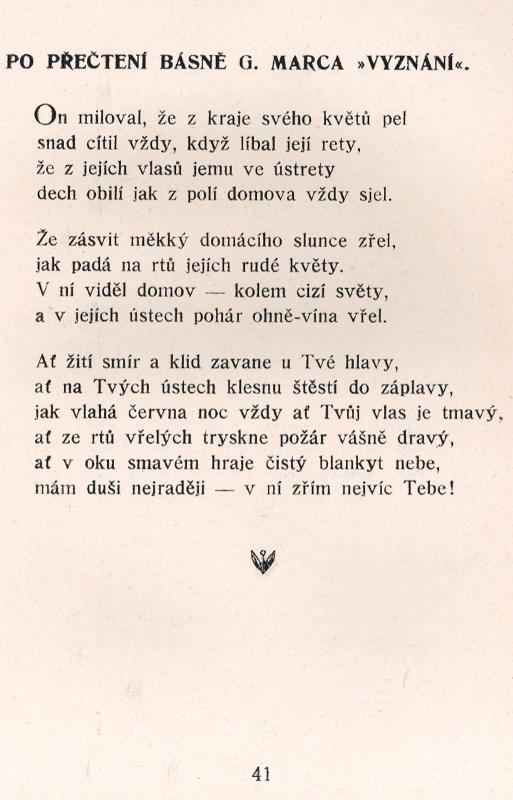 PO PŘEČTENÍ BÁSNĚ G. MARCA »VYZNÁNÍ«.
On miloval, že z kraje svého květů pel
snad cítil vždy, když líbal její rety,
že z jejích vlasů jemu ve ústrety
dech obilí jak z polí domova vždy sjel.
Že zásvit měkký domácího slunce zřel,
jak padá na rtů jejích rudé květy.
V ní viděl domov — kolem cizí světy,
a v jejích ústech pohár ohně-vína vřel.
Ať žití smír a klid zavane u Tvé hlavy,
ať na Tvých ústech klesnu štěstí do záplavy,
jak vlahá června noc vždy ať Tvůj vlas je tmavý,
ať ze rtů vřelých tryskne požár vášně dravý,
ať v oku smavém hraje čistý blankyt nebe,
mám duši nejraději — v ní zřím nejvíc Tebe!
41